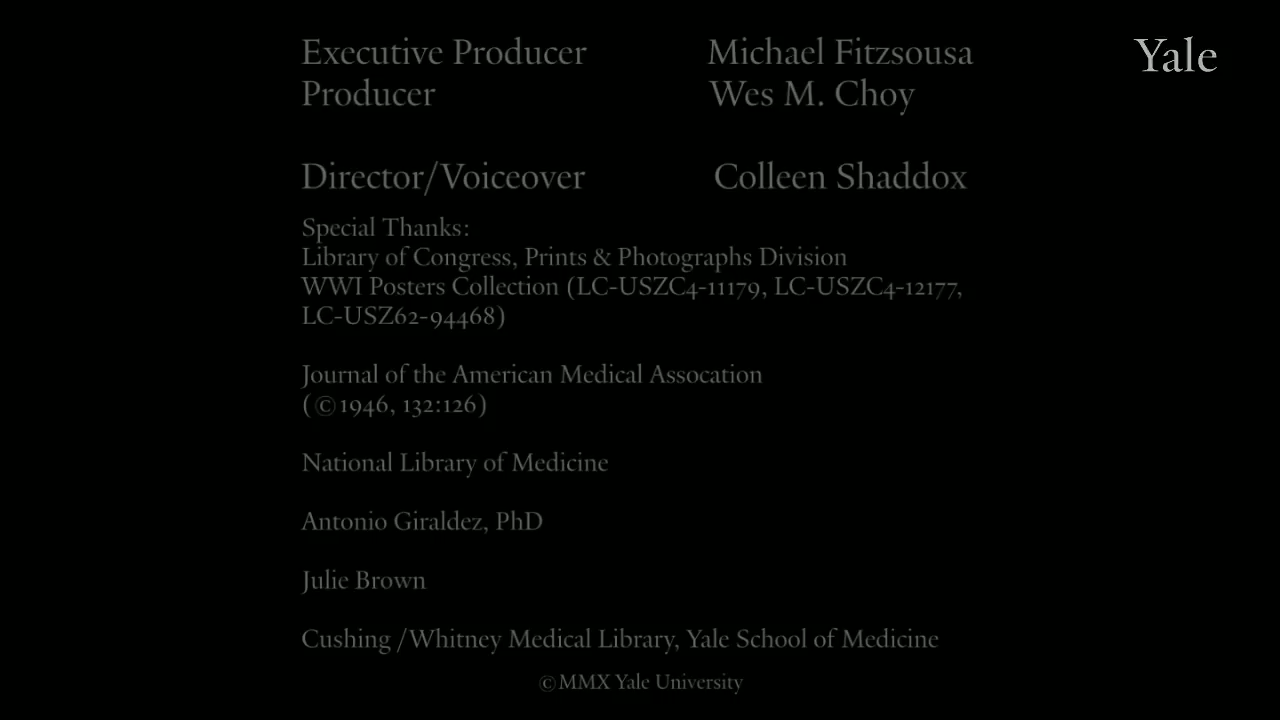 Executive Producer Michael Fitzsousa
Yale
Producer Wes M. Choy
Director/Voiceover Colleen Shaddox
Special Thanks:
Library of Congress, Prints & Photographs Division
WWI Posters Collection (LC-USZC4-11179, LC-USZC4-12177,
LC-USZ62-94468)
Journal of the American Medical Assocation
(©1946, 132:126)
National Library of Medicine
Antonio Giraldez, PhD
Julie Brown
Cushing /Whitney Medical Library, Yale School of Medicine
©MMX Yale University